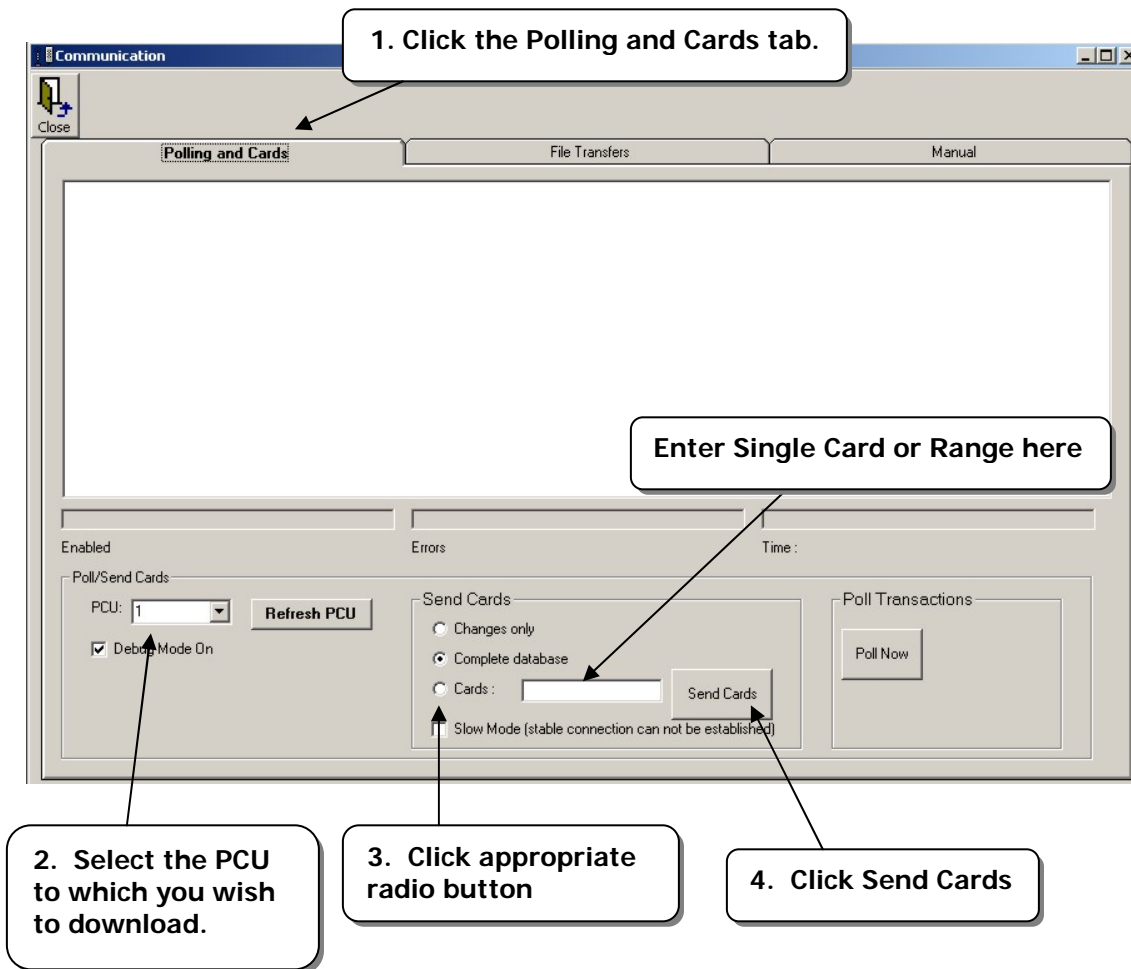 1. Click the Polling and Cards tab.
Communication
Close
Polling and Cards
File Transfers
Manual
Enter Single Card or Range here
Enabled
Errors
Time :
Poll/Send Cards
PCU: 1
Refresh PCU
Debug Mode On
Send Cards
Changes only
Complete database
Cards :
Send Cards
Slow Mode (stable connection can not be established)
Poll Transactions
Poll Now
2. Select the PCU
to which you wish
to download.
3. Click appropriate
radio button
4. Click Send Cards